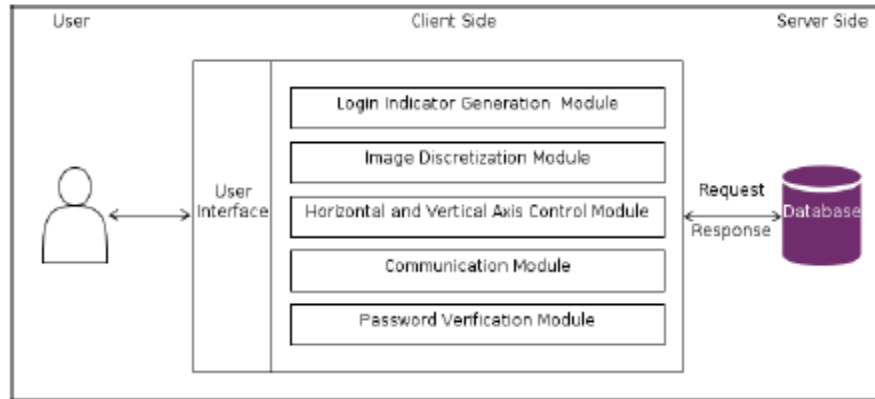 User
Client Side
Server Side
User
Interface
Login Indicator Generation Module
Image Discretization Module
Horizontal and Vertical Axis Control Module
Communication Module
Password Verification Module
Request
Response
Database